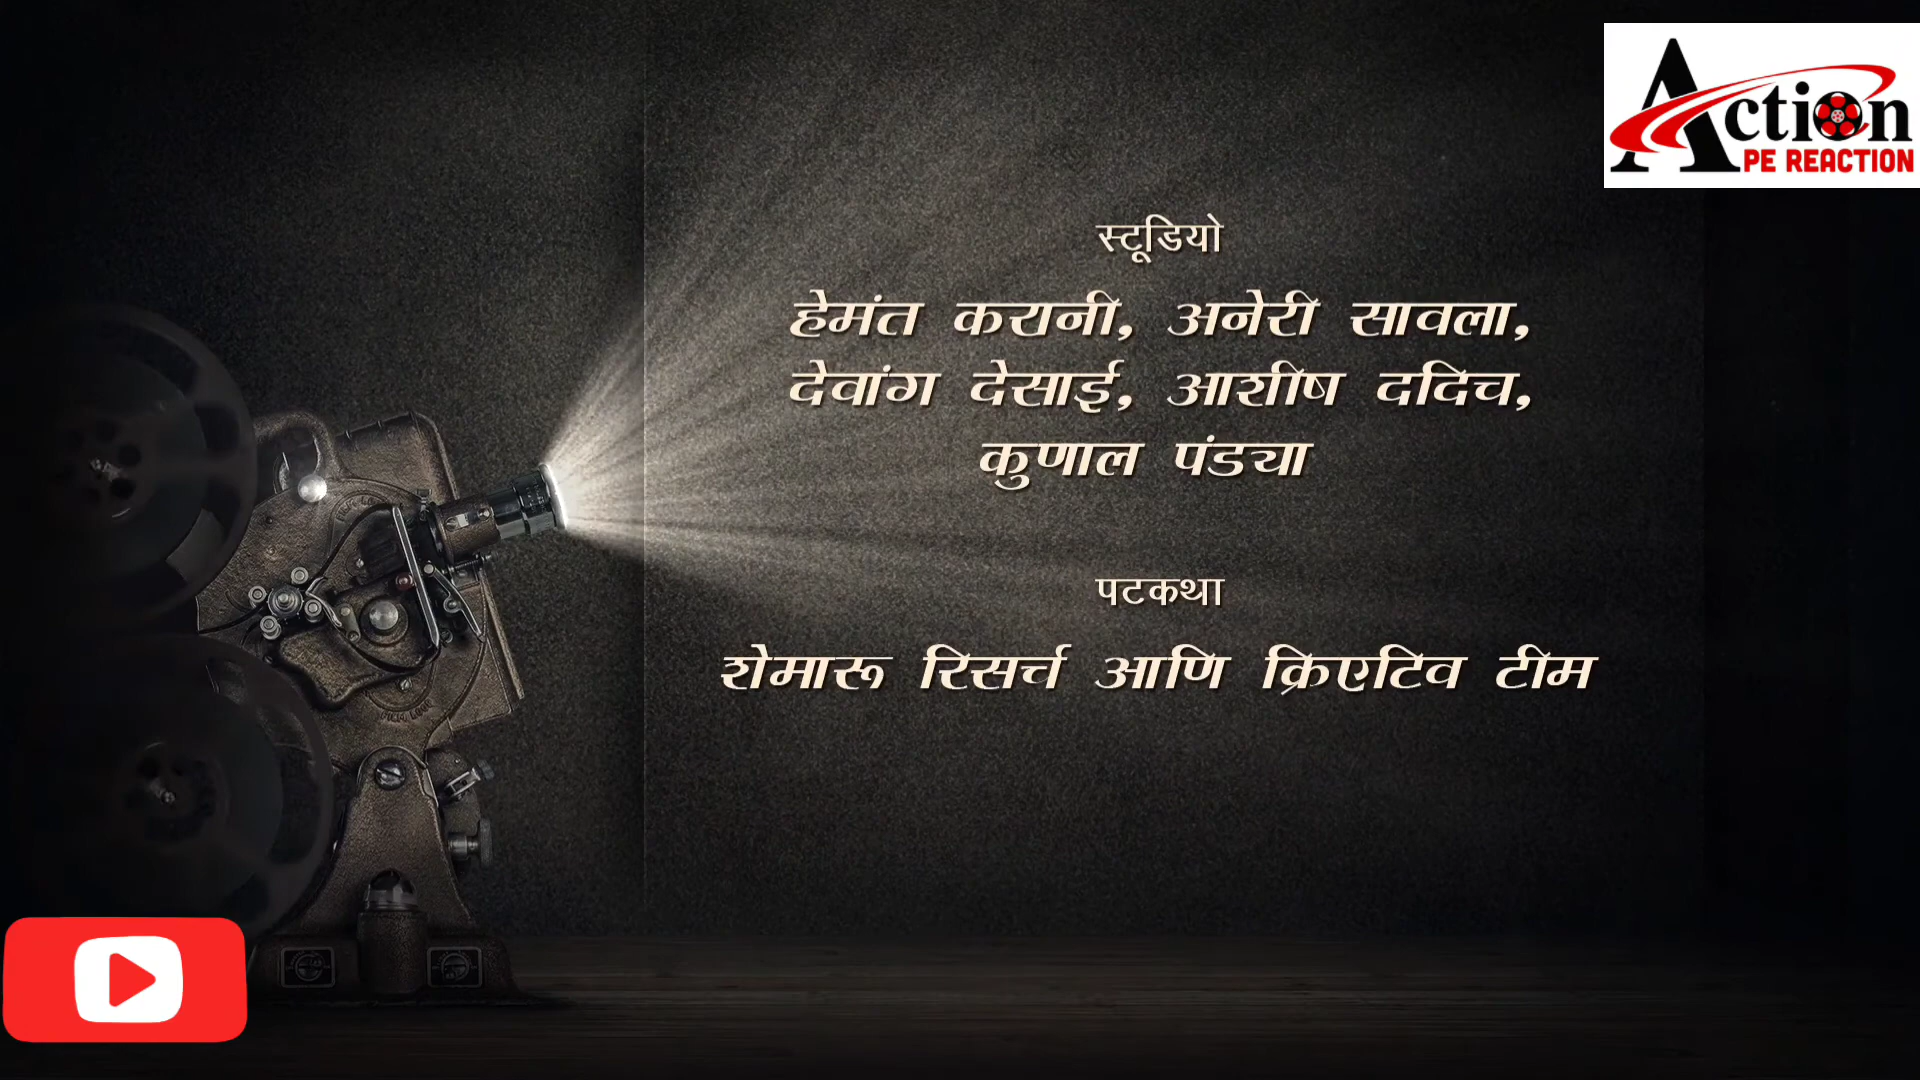 Action
PE REACTION
स्टूडियो
हेमंत करानी, अनेरी सावला,
देवांग देसाई, आशीष ददिच,
कुणाल पंड्या
पटकथा
शेमारू रिसर्च आणि क्रिएटिव टीम